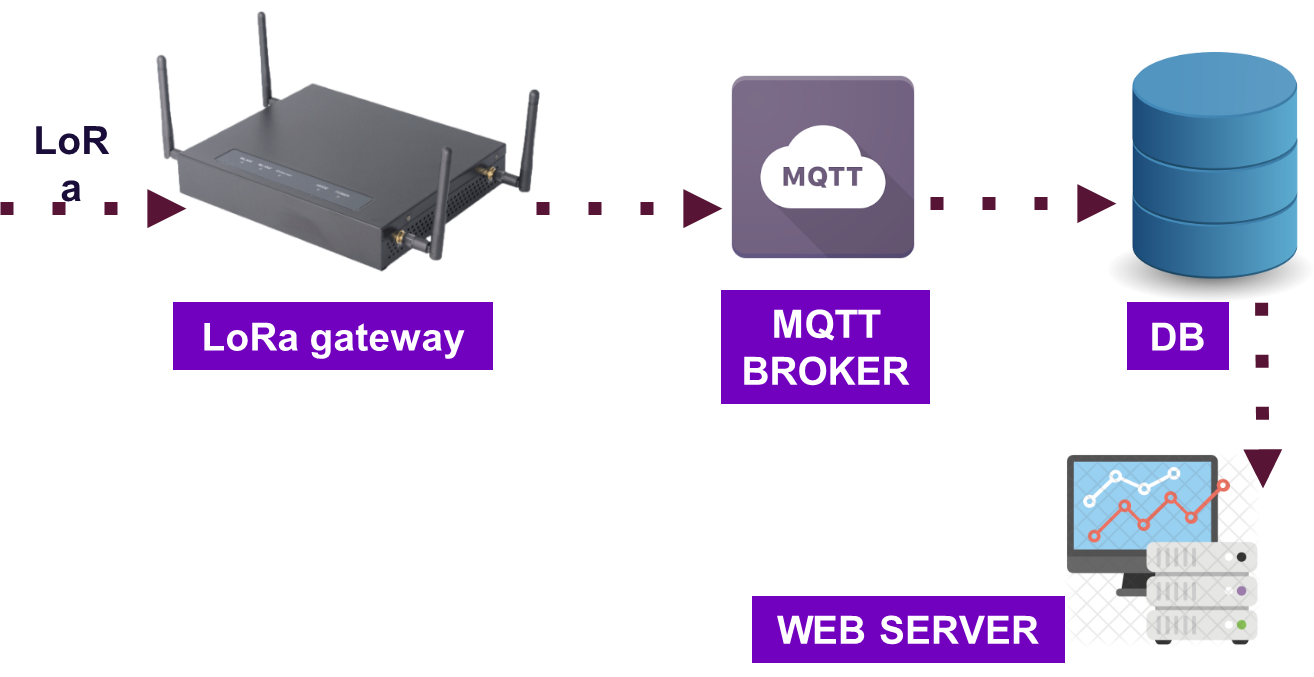 LoR
a
MQTT
LoRa gateway
MQTT
BROKER
DB
WEB SERVER